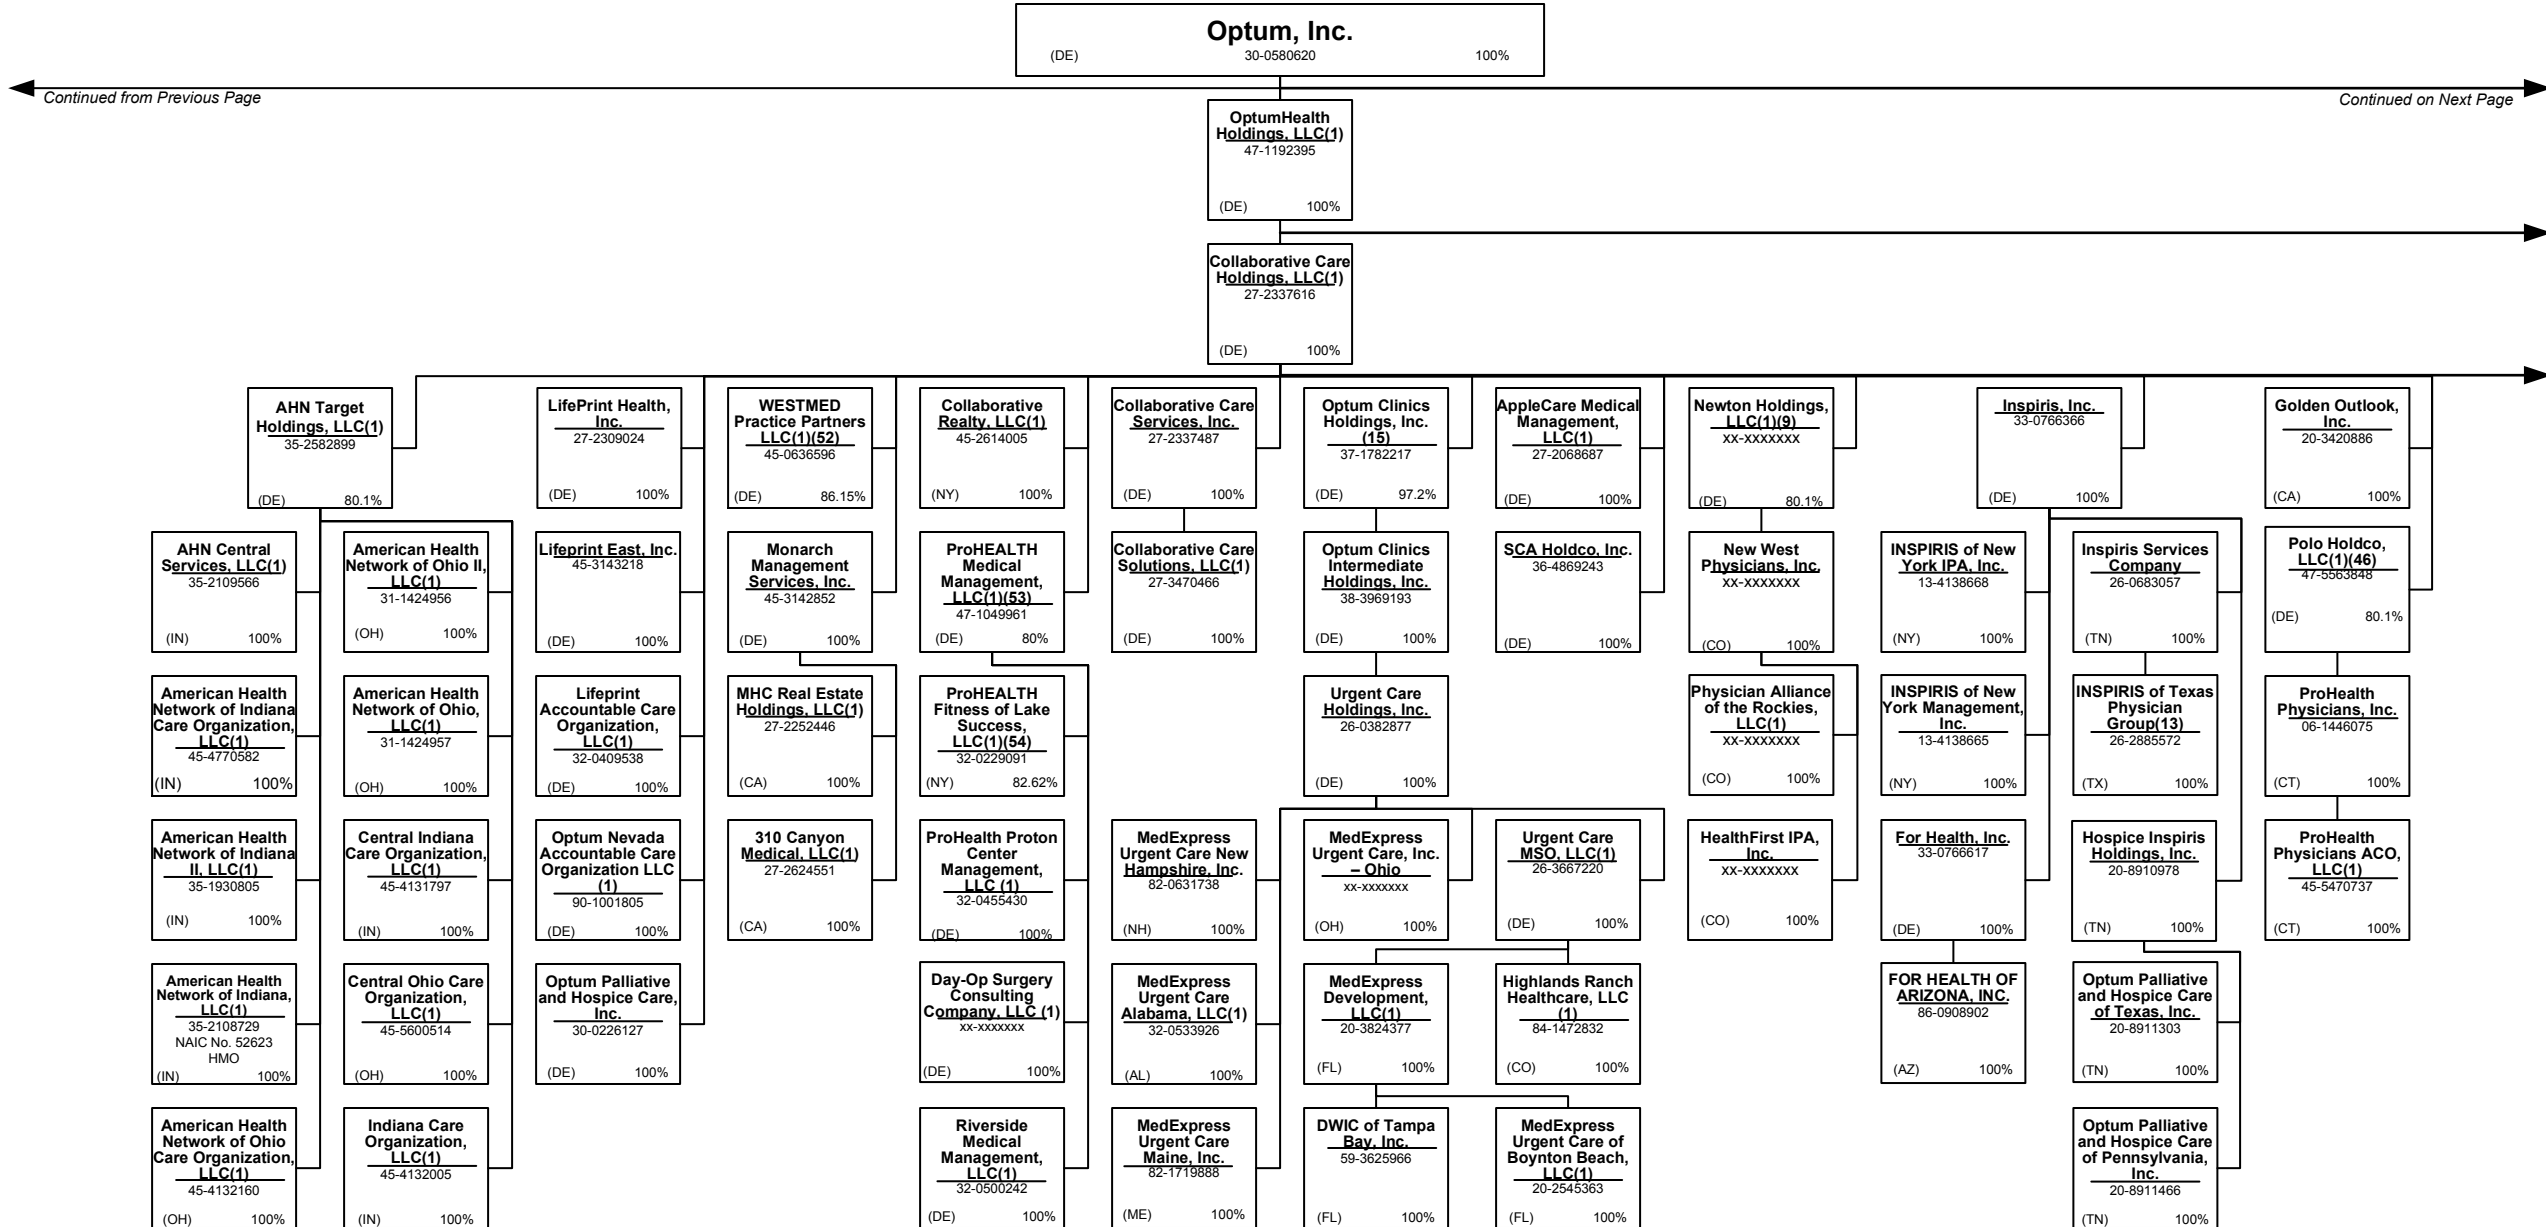 Optum, Inc.
(DE) 30-0580620 100%
Continued from Previous Page
Continued on Next Page
OptumHealth
Holdings, LLC(1)
47-1192395
(DE) 100%
Collaborative Care
Holdings, LLC(1)
27-2337616
(DE) 100%
AHN Target
Holdings, LLC(1)
35-2582899
(DE) 80.1%
LifePrint Health,
Inc.
27-2309024
(DE) 100%
WESTMED
Practice Partners
LLC(1)(52)
45-0636596
(DE) 86.15%
Collaborative
Realty, LLC(1)
45-2614005
(NY) 100%
Collaborative Care
Services, Inc.
27-2337487
(DE) 100%
Optum Clinics
Holdings, Inc.
(15)
37-1782217
(DE) 97.2%
AppleCare Medical
Management,
LLC(1)
27-2068687
(DE) 100%
Newton Holdings,
LLC(1)(9)
xx-xxxxxxx
(DE) 80.1%
Inspiris, Inc.
33-0766366
(DE) 100%
Golden Outlook,
Inc.
20-3420886
(CA) 100%
AHN Central
Services, LLC(1)
35-2109566
(IN) 100%
American Health
Network of Ohio II,
LLC(1)
31-1424956
(OH) 100%
Lifeprint East, Inc.
45-3143218
(DE) 100%
Monarch
Management
Services, Inc.
45-3142852
(DE) 100%
ProHEALTH
Medical
Management,
LLC(1)(53)
47-1049961
(DE) 80%
Collaborative Care
Solutions, LLC(1)
27-3470466
(DE) 100%
Optum Clinics
Intermediate
Holdings, Inc.
38-3969193
(DE) 100%
SCA Holdco, Inc.
36-4869243
(DE) 100%
New West
Physicians, Inc.
xx-xxxxxxx
(CO) 100%
INSPIRIS of New
York IPA, Inc.
13-4138668
(NY) 100%
Inspiris Services
Company
26-0683057
(TN) 100%
Polo Holdco,
LLC(1)(46)
47-5563848
(DE) 80.1%
American Health
Network of Indiana
Care Organization,
LLC(1)
45-4770582
(IN) 100%
American Health
Network of Ohio,
LLC(1)
31-1424957
(OH) 100%
Lifeprint
Accountable Care
Organization,
LLC(1)
32-0409538
(DE) 100%
MHC Real Estate
Holdings, LLC(1)
27-2252446
(CA) 100%
ProHEALTH
Fitness of Lake
Success,
LLC(1)(54)
32-0229091
(NY) 82.62%
Urgent Care
Holdings, Inc.
26-0382877
(DE) 100%
Physician Alliance
of the Rockies,
LLC(1)
xx-xxxxxxx
(CO) 100%
INSPIRIS of New
York Management,
Inc.
13-4138665
(NY) 100%
INSPIRIS of Texas
Physician
Group(13)
26-2885572
(TX) 100%
ProHealth
Physicians, Inc.
06-1446075
(CT) 100%
American Health
Network of Indiana
II, LLC(1)
35-1930805
(IN) 100%
Central Indiana
Care Organization,
LLC(1)
45-4131797
(IN) 100%
Optum Nevada
Accountable Care
Organization LLC
(1)
90-1001805
(DE) 100%
310 Canyon
Medical, LLC(1)
27-2624551
(CA) 100%
ProHealth Proton
Center
Management,
LLC (1)
32-0455430
(DE) 100%
MedExpress
Urgent Care New
Hampshire, Inc.
82-0631738
(NH) 100%
MedExpress
Urgent Care, Inc.
– Ohio
xx-xxxxxxx
(OH) 100%
Urgent Care
MSO, LLC(1)
26-3667220
(DE) 100%
HealthFirst IPA,
Inc.
xx-xxxxxxx
(CO) 100%
For Health, Inc.
33-0766617
(DE) 100%
Hospice Inspiris
Holdings, Inc.
20-8910978
(TN) 100%
ProHealth
Physicians ACO,
LLC(1)
45-5470737
(CT) 100%
American Health
Network of Indiana,
LLC(1)
35-2108729
NAIC No. 52623
HMO
(IN) 100%
Central Ohio Care
Organization,
LLC(1)
45-5600514
(OH) 100%
Optum Palliative
and Hospice Care,
Inc.
30-0226127
(DE) 100%
Day-Op Surgery
Consulting
Company, LLC (1)
xx-xxxxxxx
(DE) 100%
MedExpress
Urgent Care
Alabama, LLC(1)
32-0533926
(AL) 100%
MedExpress
Development,
LLC(1)
20-3824377
(FL) 100%
Highlands Ranch
Healthcare, LLC
(1)
84-1472832
(CO) 100%
FOR HEALTH OF
ARIZONA, INC.
86-0908902
(AZ) 100%
Optum Palliative
and Hospice Care
of Texas, Inc.
20-8911303
(TN) 100%
American Health
Network of Ohio
Care Organization,
LLC(1)
45-4132160
(OH) 100%
Indiana Care
Organization,
LLC(1)
45-4132005
(IN) 100%
Riverside
Medical
Management,
LLC(1)
32-0500242
(DE) 100%
MedExpress
Urgent Care
Maine, Inc.
82-1719888
(ME) 100%
DWIC of Tampa
Bay, Inc.
59-3625966
(FL) 100%
MedExpress
Urgent Care of
Boynton Beach,
LLC(1)
20-2545363
(FL) 100%
Optum Palliative
and Hospice Care
of Pennsylvania,
Inc.
20-8911466
(TN) 100%